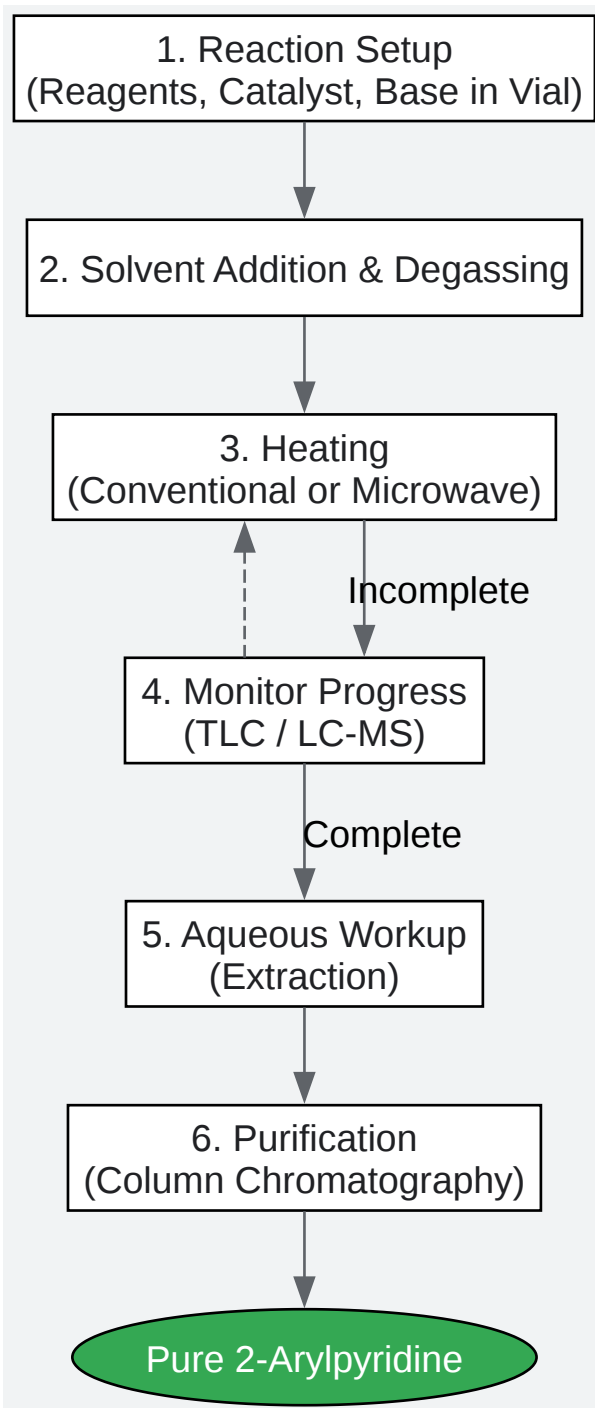 1. Reaction Setup
(Reagents, Catalyst, Base in Vial)
2. Solvent Addition & Degassing
3. Heating
(Conventional or Microwave)
Incomplete
4. Monitor Progress
(TLC / LC-MS)
Complete
5. Aqueous Workup
(Extraction)
6. Purification
(Column Chromatography)
Pure 2-Arylpyridine